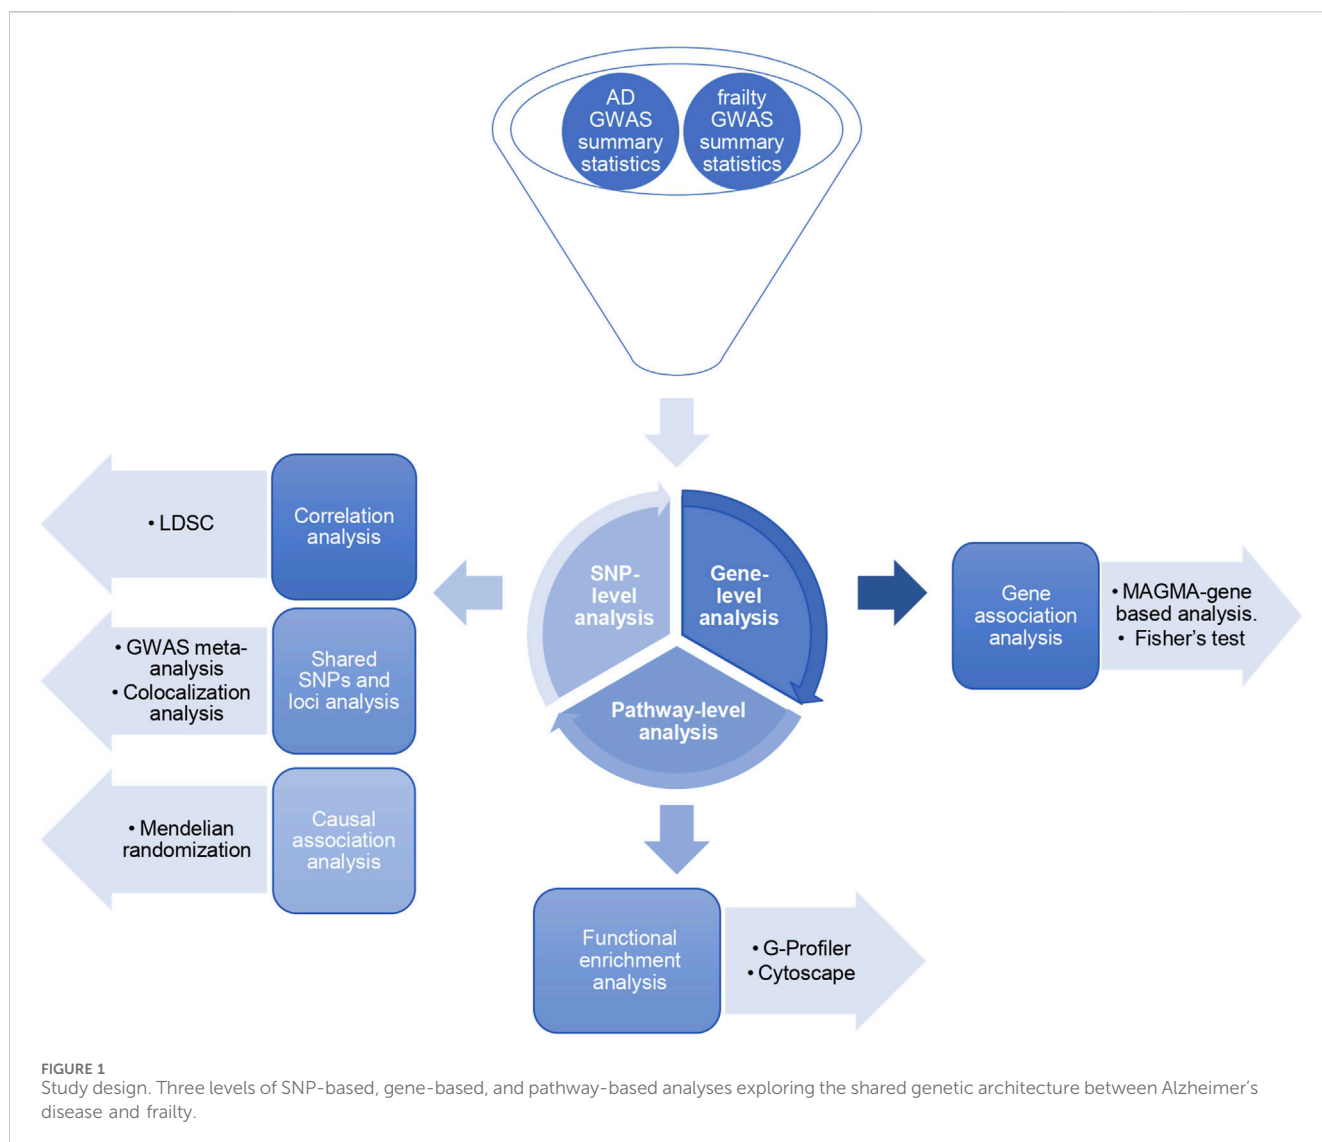 AD
GWAS
summary
statistics
frailty
GWAS
summary
statistics
Correlation
analysis
• LDSC
Shared
SNPs and
loci analysis
• GWAS meta-
analysis
• Colocalization
analysis
Causal
association
analysis
• Mendelian
randomization
SNP-
level
analysis
Gene-
level
analysis
Pathway-level
analysis
Gene
association
analysis
• MAGMA-gene
based analysis.
• Fisher's test
Functional
enrichment
analysis
• G-Profiler
• Cytoscape
FIGURE 1
Study design. Three levels of SNP-based, gene-based, and pathway-based analyses exploring the shared genetic architecture between Alzheimer's
disease and frailty.